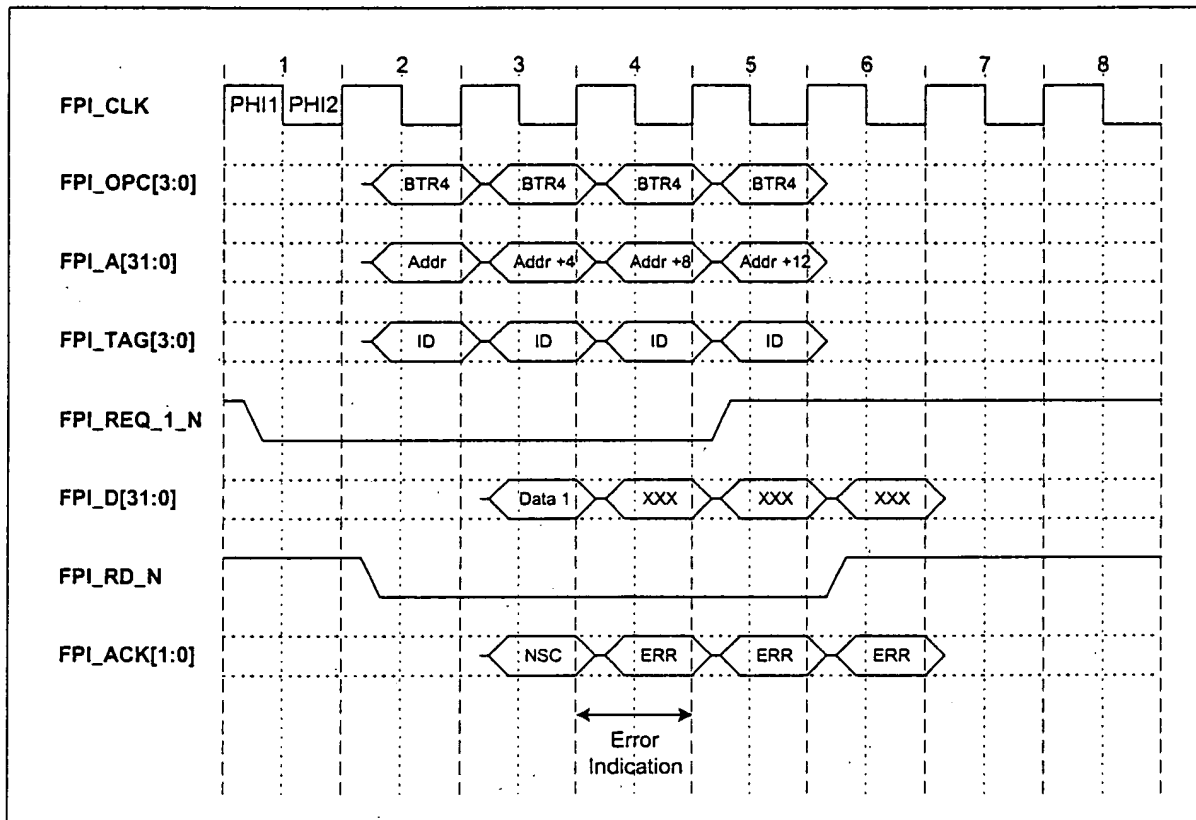 1 2 3 4 5 6 7 8
FPI_CLK PHI1 PHI2
FPI_OPC[3:0] BTR4 BTR4 BTR4 BTR4
FPI_A[31:0] Addr Addr +4 Addr +8 Addr +12
FPI_TAG[3:0] ID ID ID ID
FPI_REQ_1_N
FPI_D[31:0] Data 1 XXX XXX XXX
FPI_RD_N
FPI_ACK[1:0] NSC ERR ERR ERR
Error
Indication